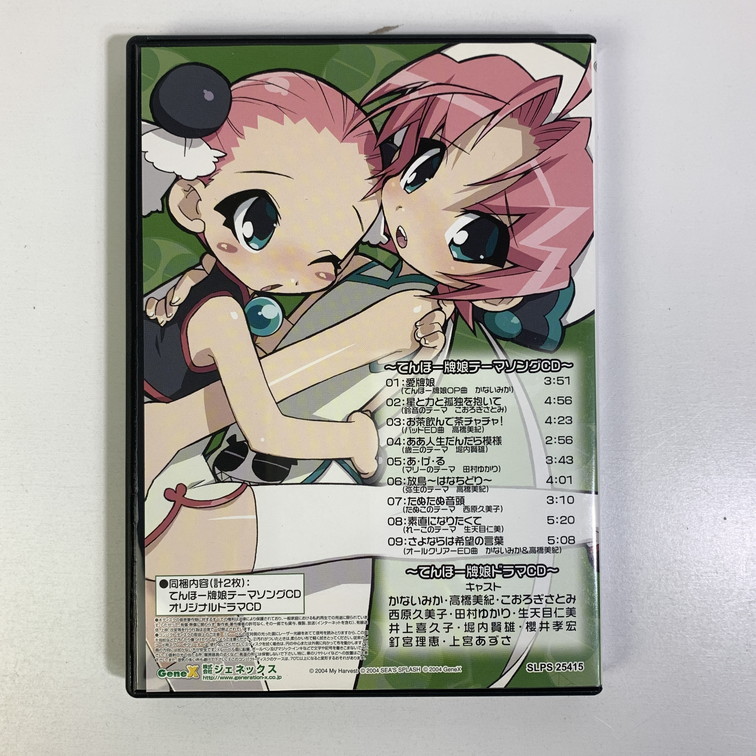 ～てんほー牌娘テーマソングCD～
01:愛牌娘 3:51
(てんほー牌娘OP曲 かないみか)
02:星と力と孤独を抱いて 4:56
(鈴音のテーマ こおろぎさとみ)
03:お茶飲んで茶チャチャ! 4:23
(バッドED曲 高橋美紀)
04:ああ人生だんだら模様 2:56
(歳三のテーマ 堀内賢雄)
05:あ・げ・る 3:43
(マリーのテーマ 田村ゆかり)
06:放鳥～はなちどり～ 4:01
(弥生のテーマ 高橋美紀)
07:たぬたぬ音頭 3:10
(たぬこのテーマ 西原久美子)
08:素直になりたくて 5:20
(れーこのテーマ 生天目仁美)
09:さよならは希望の言葉 5:08
(オールクリアーED曲 かないみか&高橋美紀)
～てんほー牌娘ドラマCD～
キャスト
かないみか・高橋美紀・こおろぎさとみ
西原久美子・田村ゆかり・生天目仁美
井上喜久子・堀内賢雄・櫻井孝宏
釘宮理恵・上宮あずさ
●同梱内容(計2枚):
てんほー牌娘テーマソングCD
オリジナルドラマCD
GeneX 株式会社 ジェネックス
http://www.generation-x.co.jp
© 2004 My Harvest © 2004 SEA'S SPLASH © 2004 GeneX
SLPS 25415